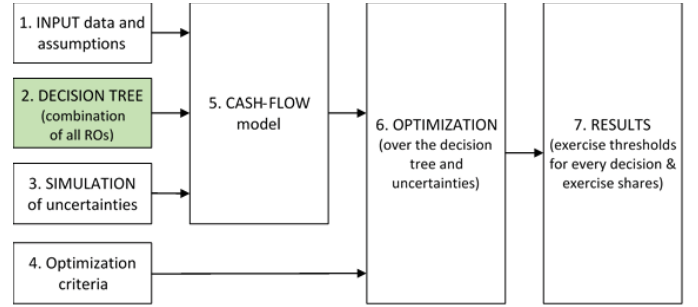 1. INPUT data and
assumptions
2. DECISION TREE
(combination
of all ROs)
3. SIMULATION
of uncertainties
4. Optimization
criteria
5. CASH-FLOW
model
6. OPTIMIZATION
(over the decision
tree and
uncertainties)
7. RESULTS
(exercise thresholds
for every decision &
exercise shares)